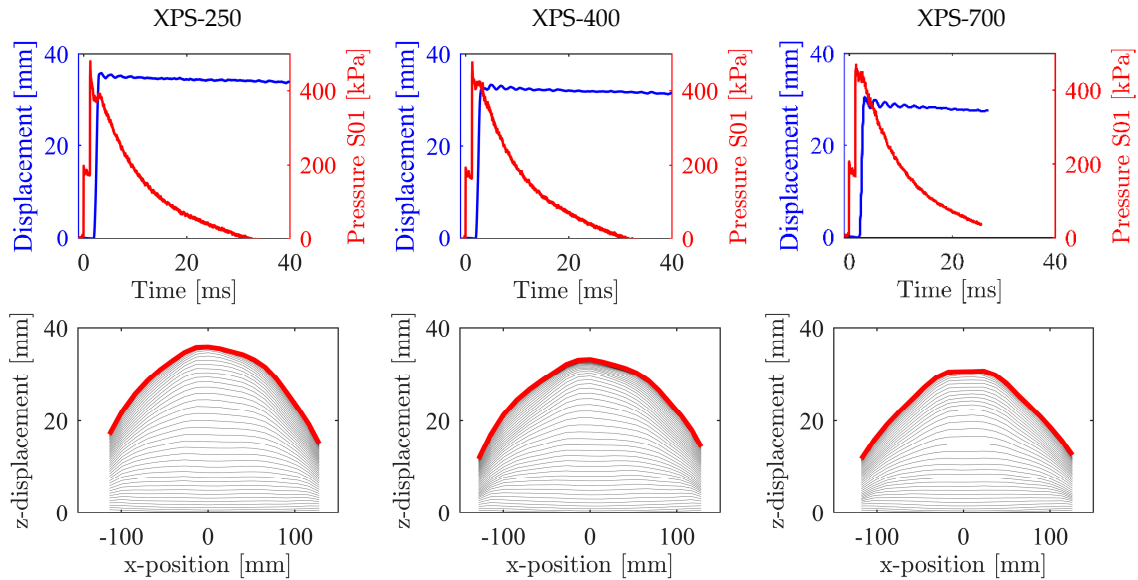 XPS-250
XPS-400
XPS-700
Displacement [mm]
40
20
0
400
200
0
Pressure S01 [kPa]
0
20
40
Time [ms]
Displacement [mm]
40
20
0
400
200
0
Pressure S01 [kPa]
0
20
40
Time [ms]
Displacement [mm]
40
20
0
400
200
0
Pressure S01 [kPa]
0
20
40
Time [ms]
z-displacement [mm]
40
20
0
-100
0
100
x-position [mm]
z-displacement [mm]
40
20
0
-100
0
100
x-position [mm]
z-displacement [mm]
40
20
0
-100
0
100
x-position [mm]